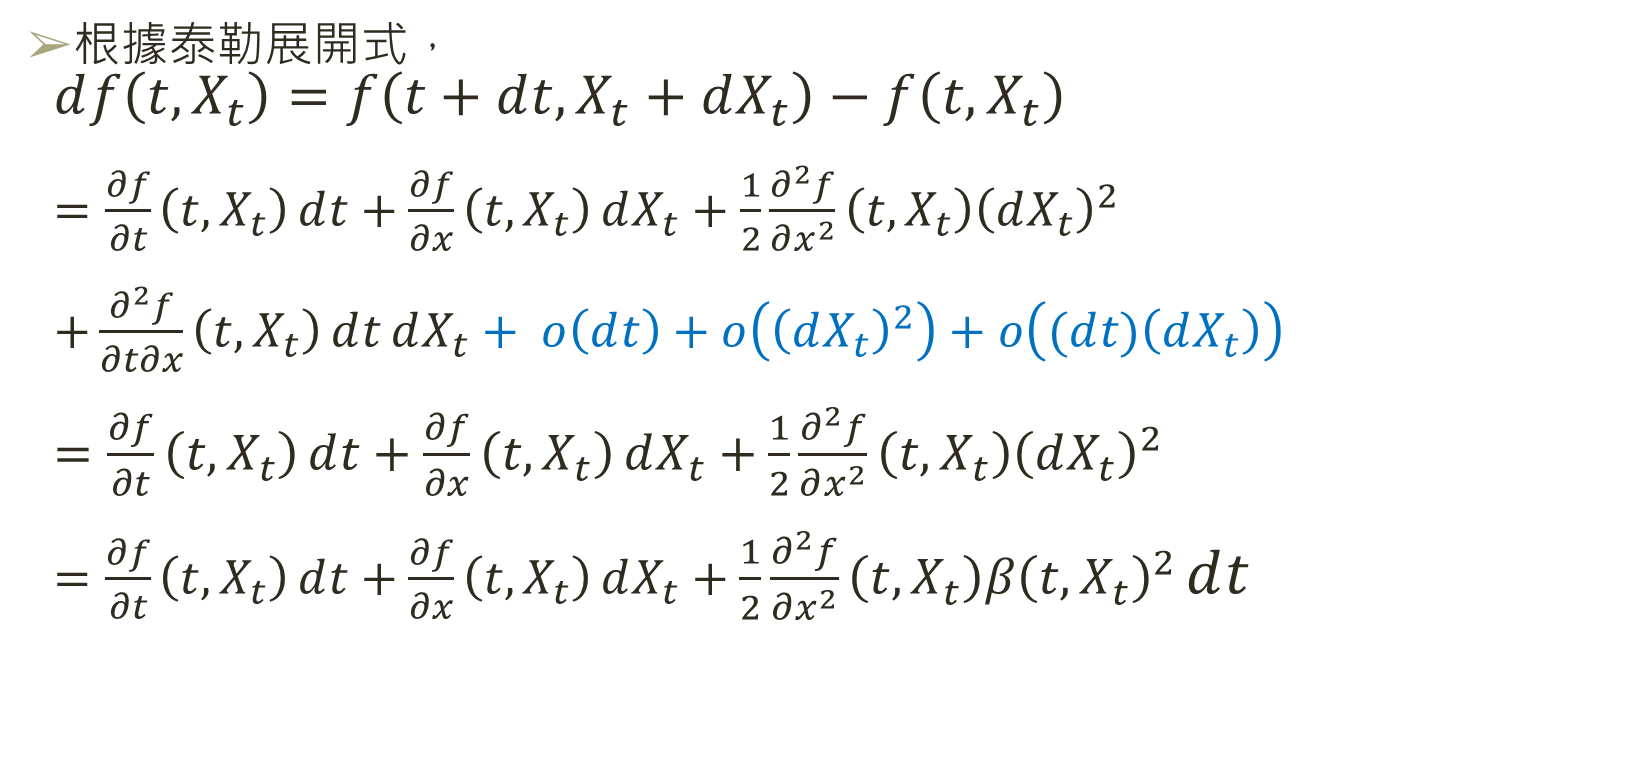 ➢根據泰勒展開式，
df(t, X_t) = f(t + dt, X_t + dX_t) − f(t, X_t)
= ∂f/∂t (t, X_t) dt + ∂f/∂x (t, X_t) dX_t + 1/2 ∂²f/∂x² (t, X_t)(dX_t)²
+ ∂²f/∂t∂x (t, X_t) dt dX_t + o(dt) + o((dX_t)²) + o((dt)(dX_t))
= ∂f/∂t (t, X_t) dt + ∂f/∂x (t, X_t) dX_t + 1/2 ∂²f/∂x² (t, X_t)(dX_t)²
= ∂f/∂t (t, X_t) dt + ∂f/∂x (t, X_t) dX_t + 1/2 ∂²f/∂x² (t, X_t)β(t, X_t)² dt